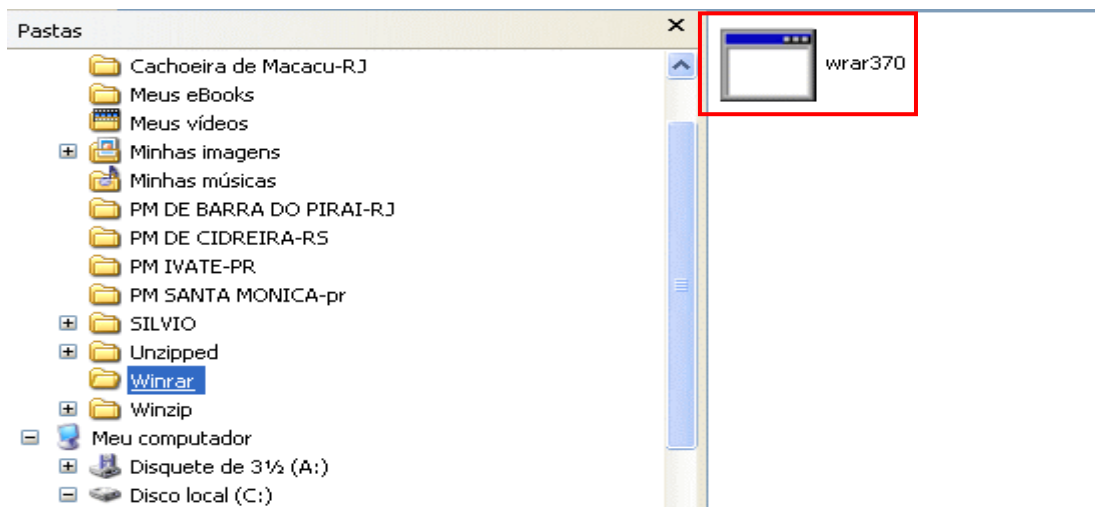 Pastas
Cachoeira de Macacu-RJ
Meus eBooks
Meus vídeos
Minhas imagens
Minhas músicas
PM DE BARRA DO PIRAI-RJ
PM DE CIDREIRA-RS
PM IVATE-PR
PM SANTA MONICA-pr
SILVIO
Unzipped
Winrar
Winzip
Meu computador
Disquete de 3½ (A:)
Disco local (C:)
wrar370